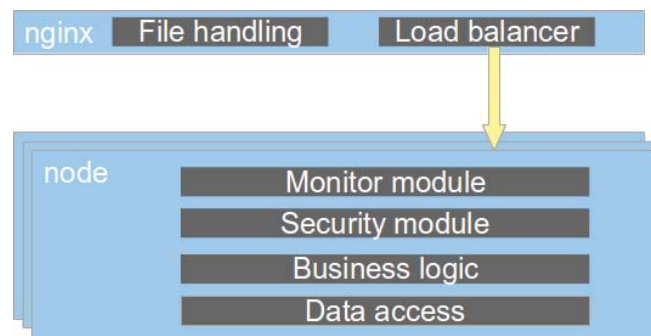 nginx File handling Load balancer
node
Monitor module
Security module
Business logic
Data access